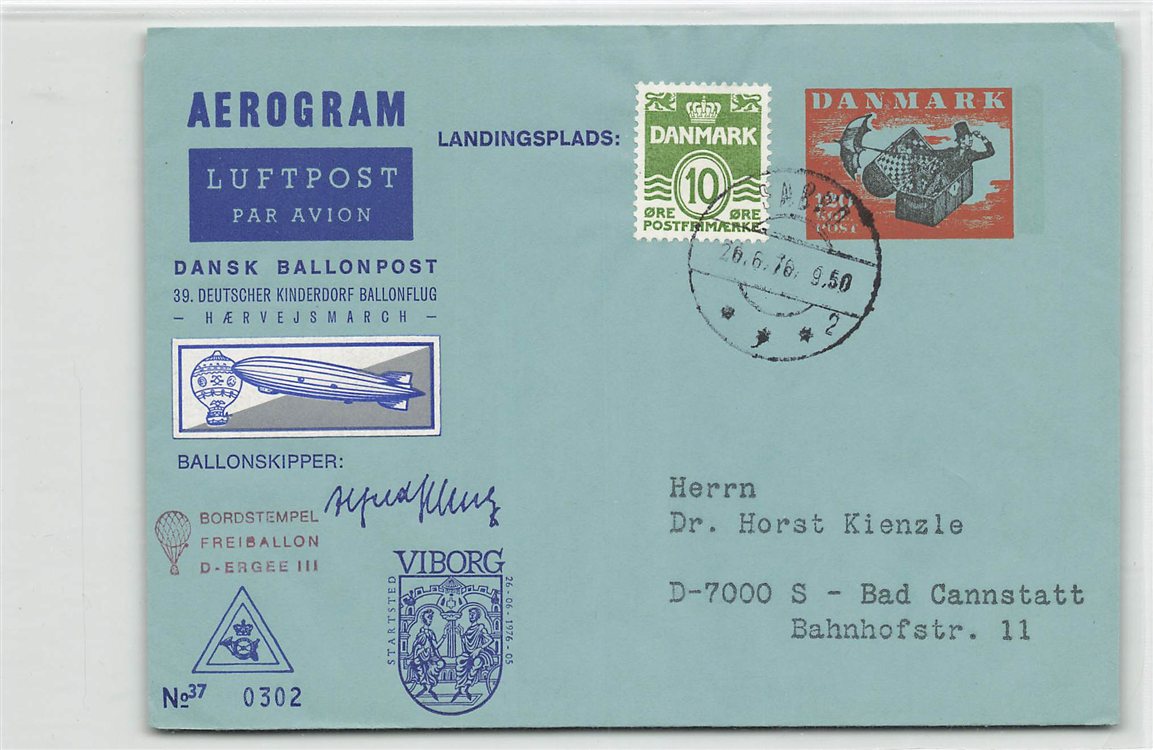 AEROGRAM
LUFTPOST
PAR AVION
DANSK BALLONPOST
39. DEUTSCHER KINDERDORF BALLONFLUG
- HÆRVEJSMARCH -
LANDINGSPLADS:
DANMARK
10
ØRE ØRE
POSTFRIMÆRKE
DANMARK
120
POST
26.6.76. 9.50
2
BALLONSKIPPER:
BORDSTEMPEL
FREIBALLON
D-ERGEE III
VIBORG
STARTSTED
26-06-1976-05
Nº37 0302
Herrn
Dr. Horst Kienzle
D-7000 S - Bad Cannstatt
Bahnhofstr. 11